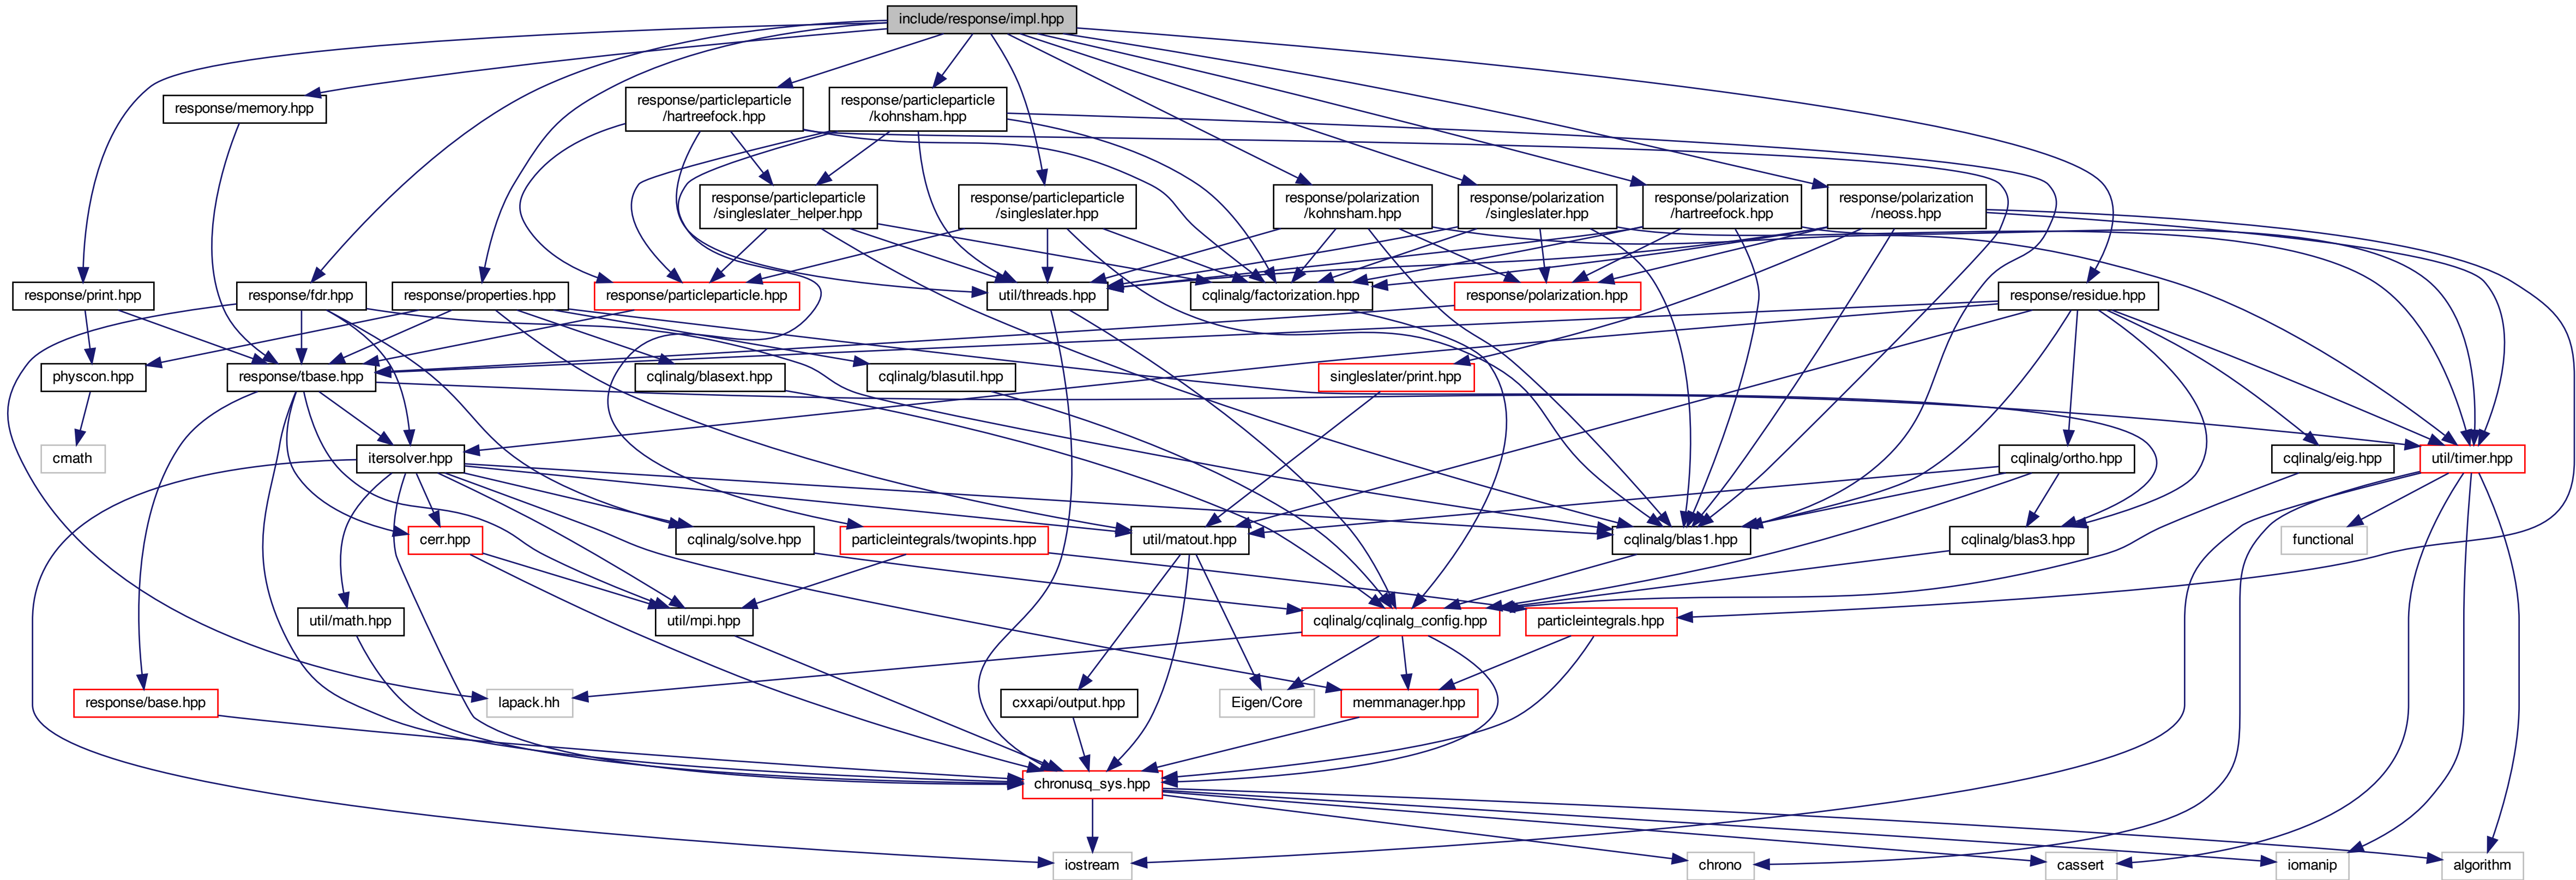 include/response/impl.hpp
response/memory.hpp
response/particleparticle
/hartreefock.hpp
response/particleparticle
/kohnsham.hpp
response/particleparticle
/singleslater_helper.hpp
response/particleparticle
/singleslater.hpp
response/polarization
/kohnsham.hpp
response/polarization
/singleslater.hpp
response/polarization
/hartreefock.hpp
response/polarization
/neoss.hpp
response/print.hpp
response/fdr.hpp
response/properties.hpp
response/particleparticle.hpp
util/threads.hpp
cqlinalg/factorization.hpp
response/polarization.hpp
response/residue.hpp
physcon.hpp
response/tbase.hpp
cqlinalg/blasext.hpp
cqlinalg/blasutil.hpp
singleslater/print.hpp
cmath
itersolver.hpp
cqlinalg/ortho.hpp
cqlinalg/eig.hpp
util/timer.hpp
cerr.hpp
cqlinalg/solve.hpp
particleintegrals/twopints.hpp
util/matout.hpp
cqlinalg/blas1.hpp
cqlinalg/blas3.hpp
functional
util/math.hpp
util/mpi.hpp
cqlinalg/cqlinalg_config.hpp
particleintegrals.hpp
response/base.hpp
lapack.hh
cxxapi/output.hpp
Eigen/Core
memmanager.hpp
chronusq_sys.hpp
iostream
chrono
cassert
iomanip
algorithm